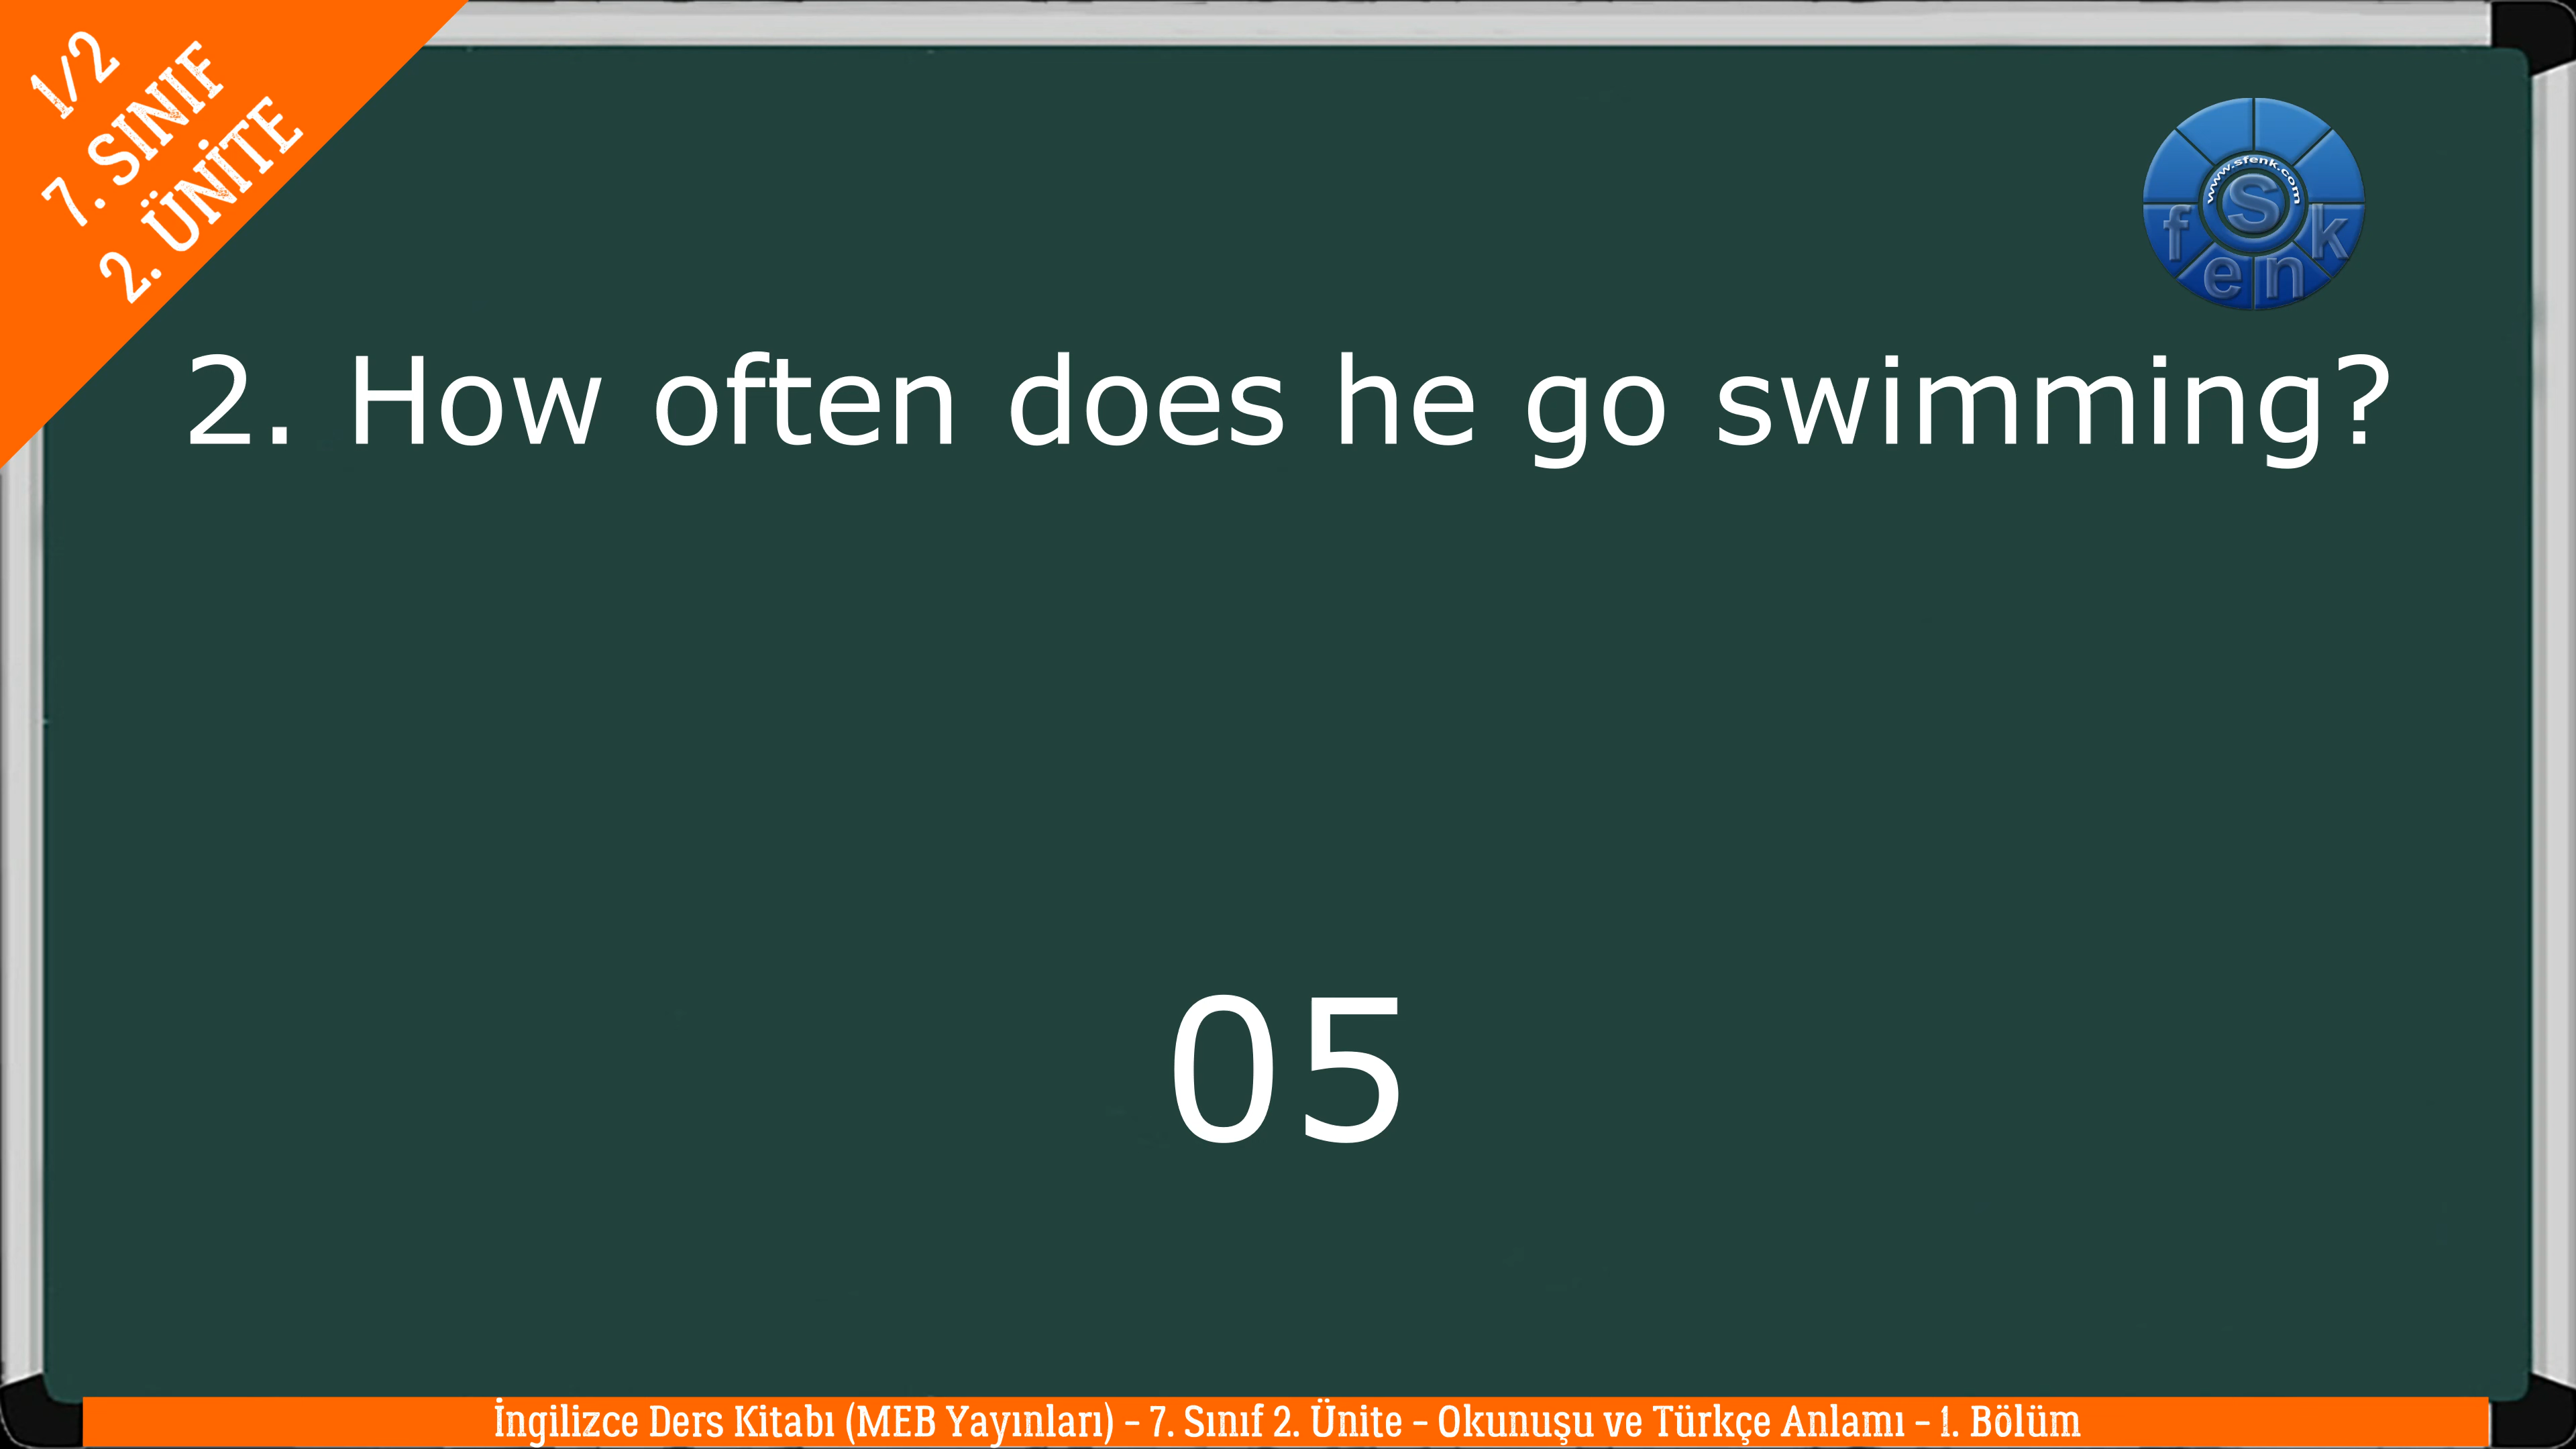 1/2
7. SINIF
2. ÜNİTE
www.sfenk.com
S
f e n k
2. How often does he go swimming?
05
İngilizce Ders Kitabı (MEB Yayınları) – 7. Sınıf 2. Ünite – Okunuşu ve Türkçe Anlamı – 1. Bölüm